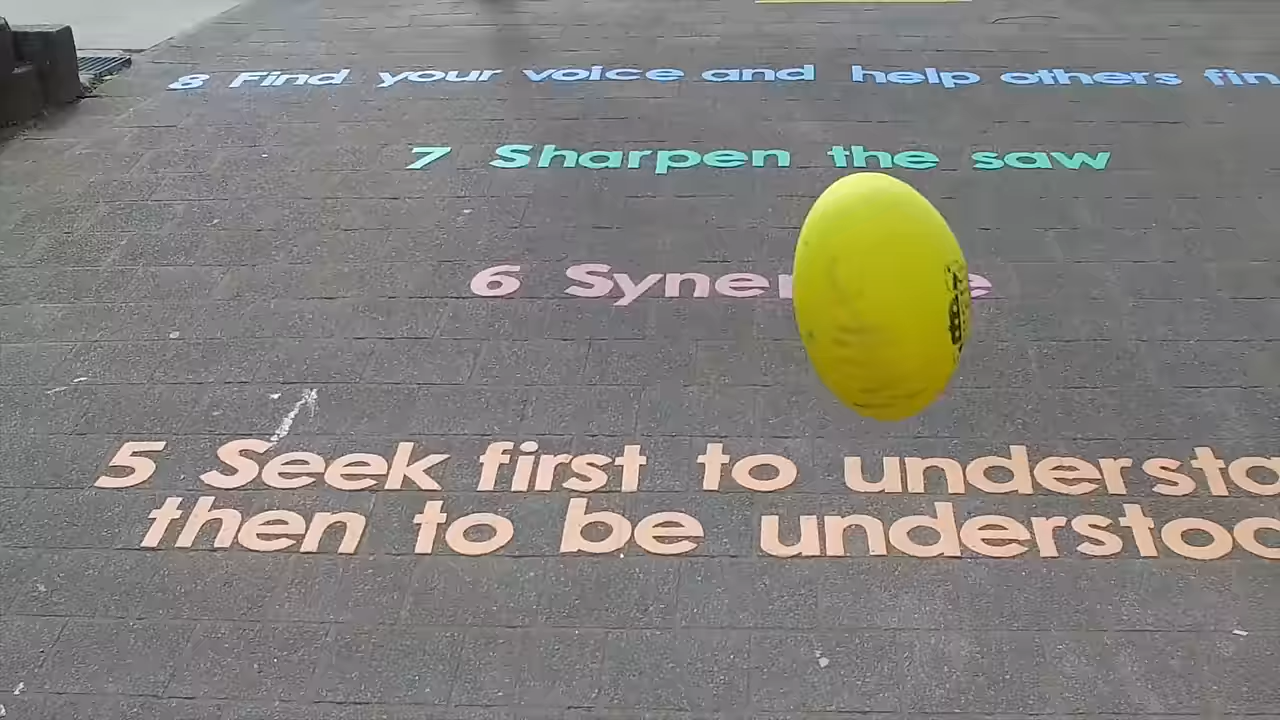 8 Find your voice and help others fin
7 Sharpen the saw
6 Syner e
5 Seek first to understa
then to be understoo